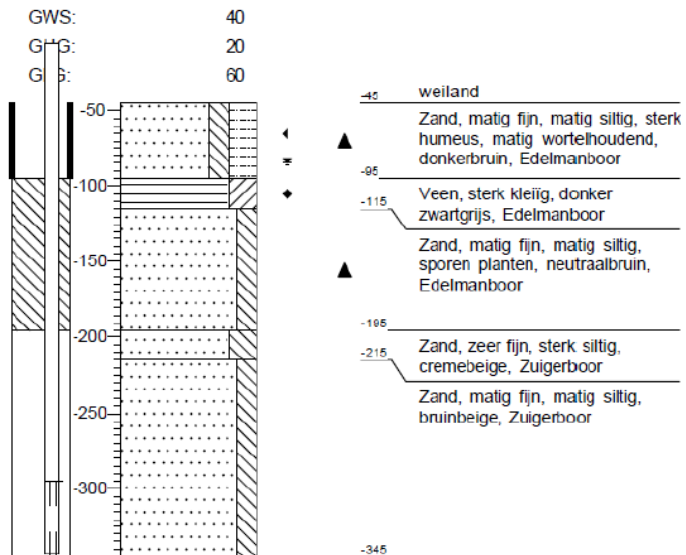 GWS: 40
GHG: 20
GLG: 60
-45 weiland
-50
Zand, matig fijn, matig siltig, sterk
humeus, matig wortelhoudend,
donkerbruin, Edelmanboor
-95
-100
Veen, sterk kleiïg, donker
-115
zwartgrijs, Edelmanboor
Zand, matig fijn, matig siltig,
-150
sporen planten, neutraalbruin,
Edelmanboor
-195
-200
Zand, zeer fijn, sterk siltig,
-215
cremebeige, Zuigerboor
Zand, matig fijn, matig siltig,
bruinbeige, Zuigerboor
-250
-300
-345